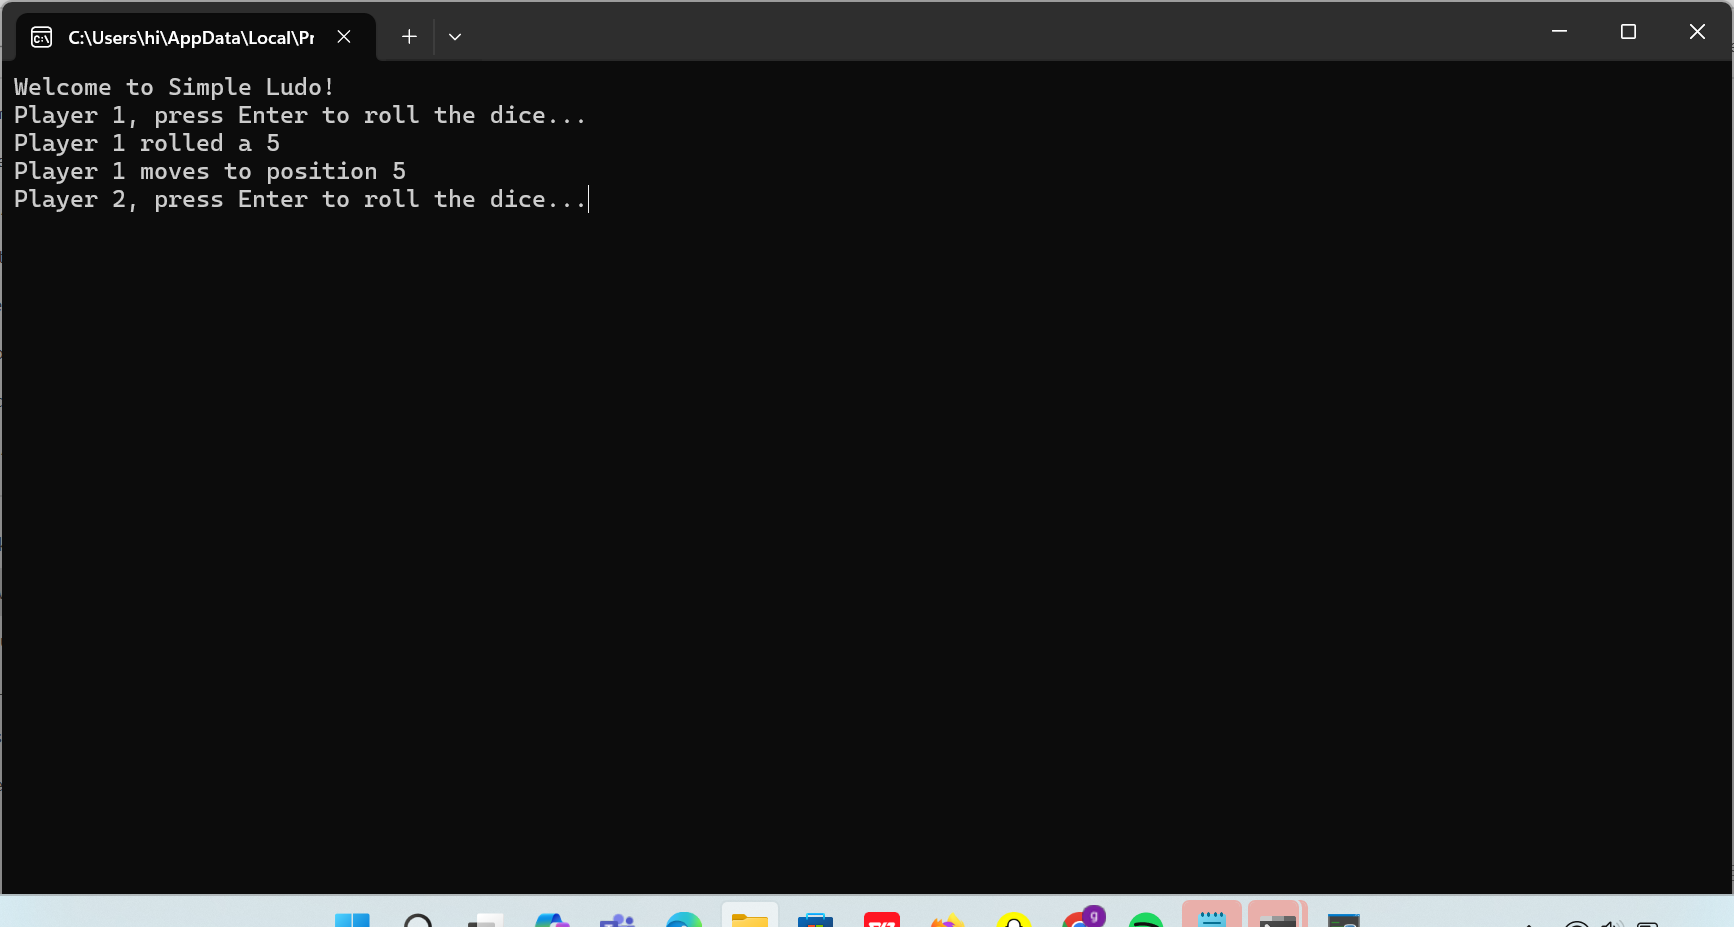 C:\Users\hi\AppData\Local\Pr
Welcome to Simple Ludo!
Player 1, press Enter to roll the dice...
Player 1 rolled a 5
Player 1 moves to position 5
Player 2, press Enter to roll the dice...
g